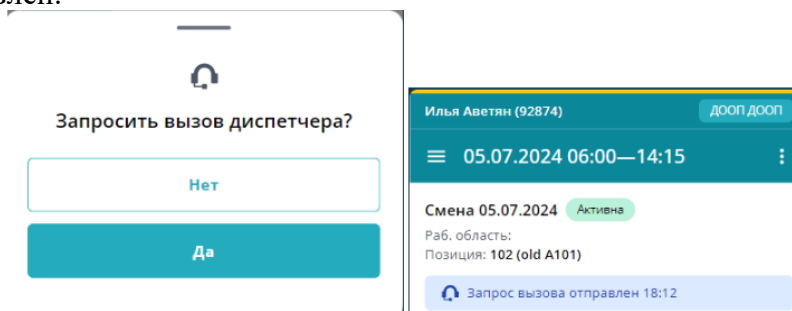 Запросить вызов диспетчера?
Нет
Да
Илья Аветян (92874)
ДООП ДООП
05.07.2024 06:00—14:15
Смена 05.07.2024 Активна
Раб. область:
Позиция: 102 (old A101)
Запрос вызова отправлен 18:12